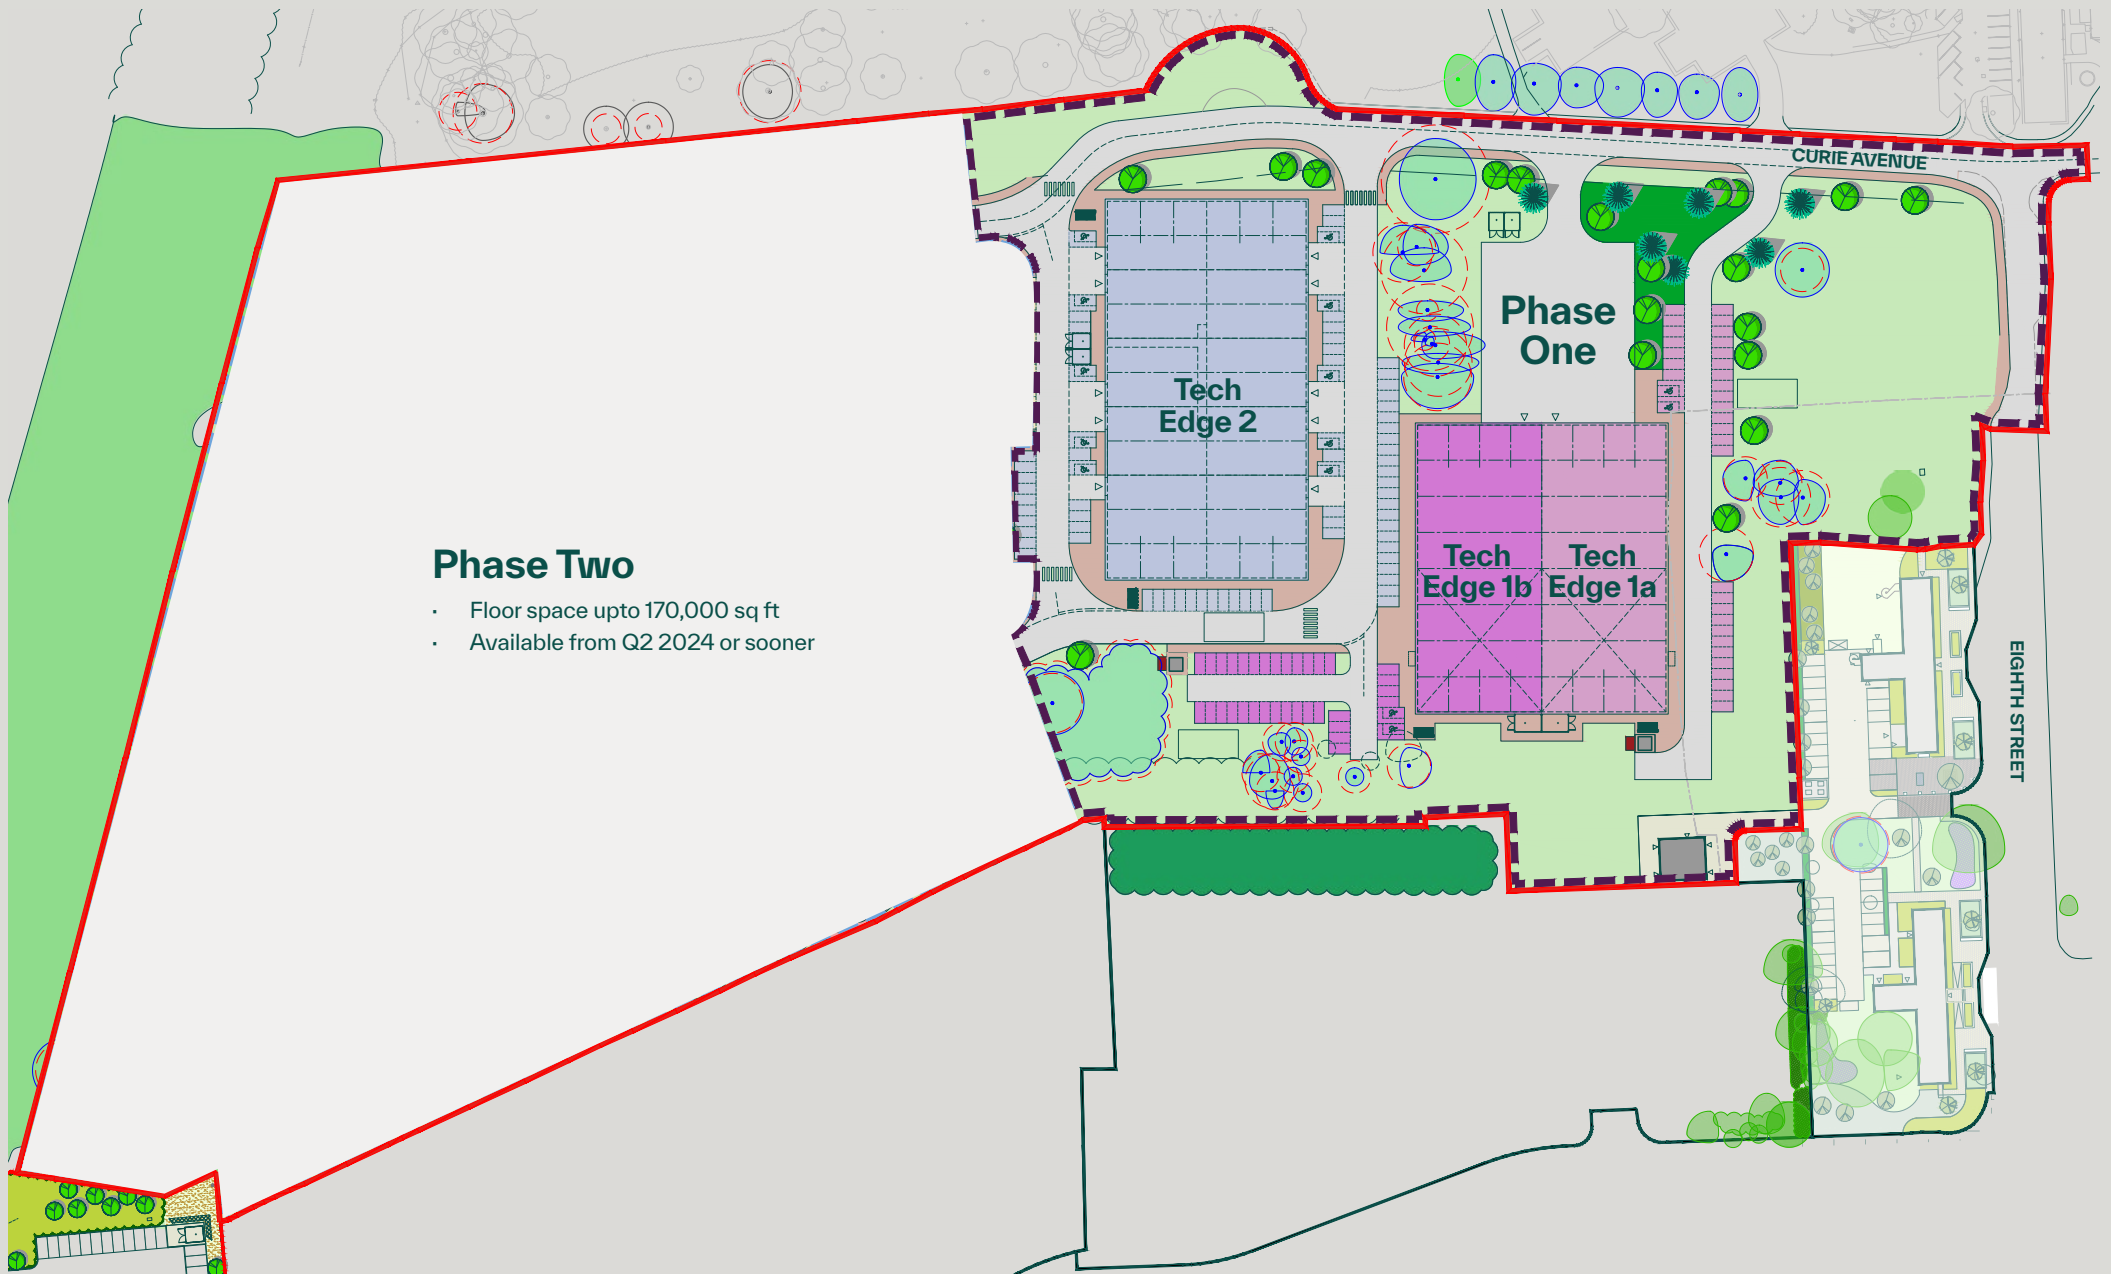 CURIE AVENUE
Phase
One
Tech
Edge 2
Tech
Edge 1b
Tech
Edge 1a
Phase Two
· Floor space upto 170,000 sq ft
· Available from Q2 2024 or sooner
EIGHTH STREET